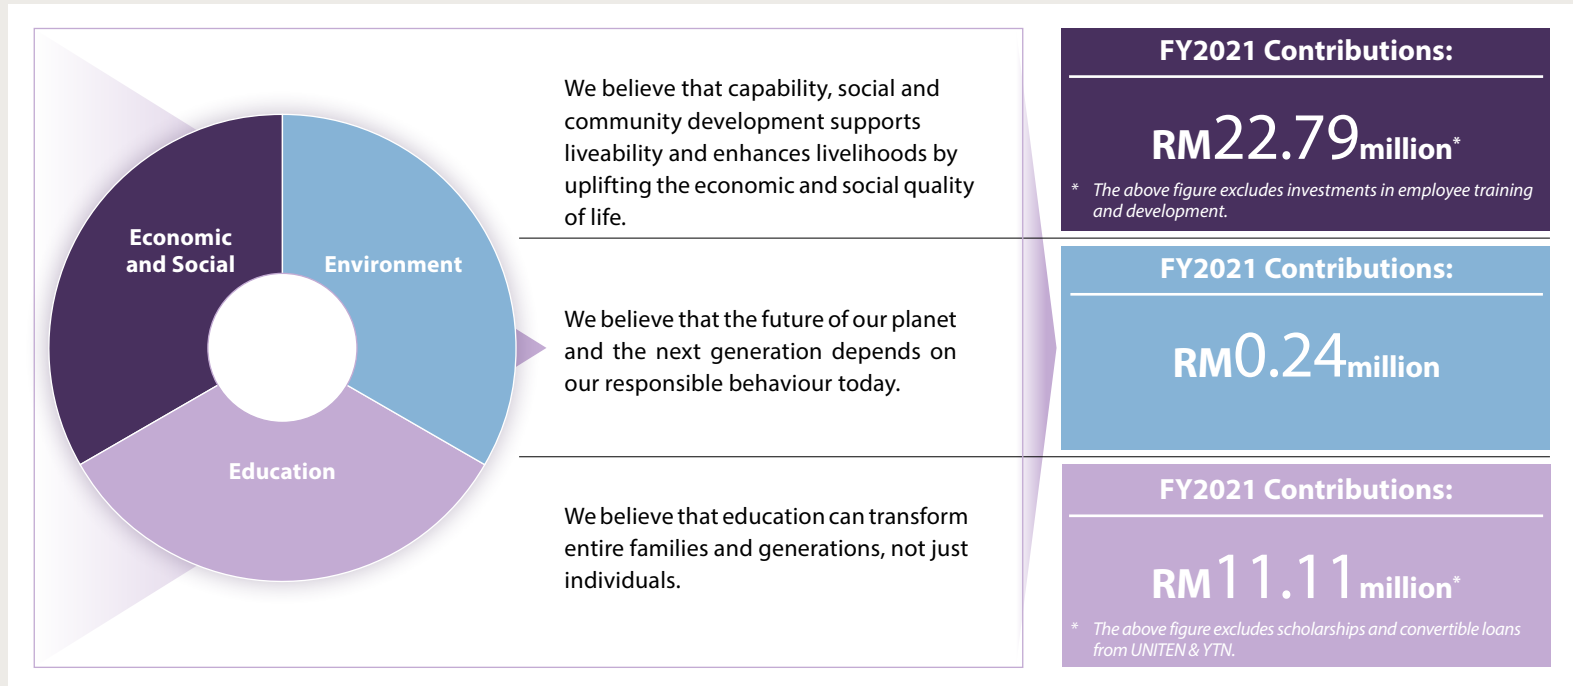 Economic
and Social
Environment
Education
We believe that capability, social and
community development supports
liveability and enhances livelihoods by
uplifting the economic and social quality
of life.
FY2021 Contributions:
RM22.79million*
* The above figure excludes investments in employee training
and development.
We believe that the future of our planet
and the next generation depends on
our responsible behaviour today.
FY2021 Contributions:
RM0.24million
We believe that education can transform
entire families and generations, not just
individuals.
FY2021 Contributions:
RM11.11million*
* The above figure excludes scholarships and convertible loans
from UNITEN & YTN.